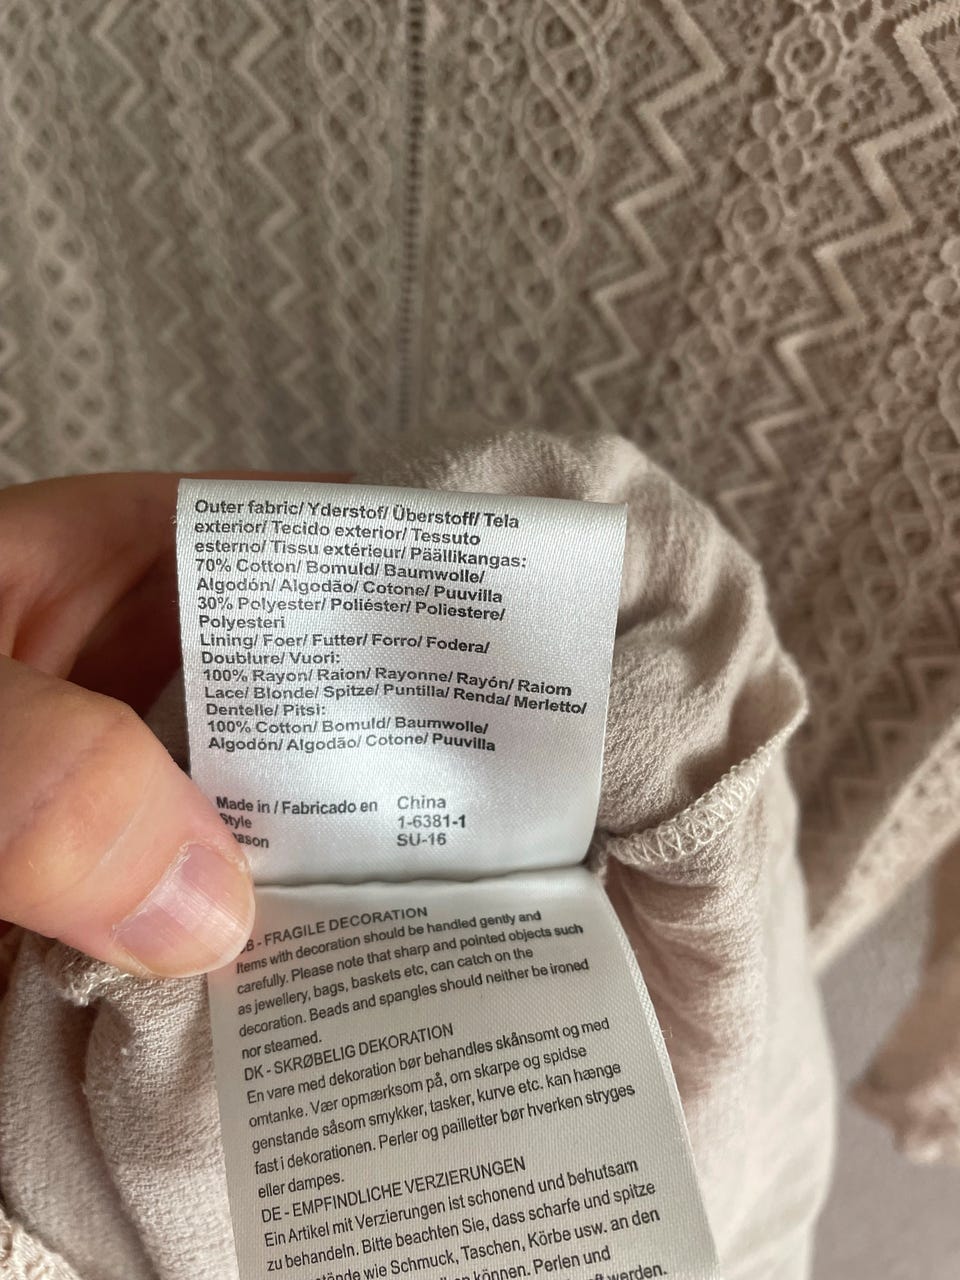 Outer fabric/ Yderstof/ Überstoff/ Tela
exterior/ Tecido exterior/ Tessuto
esterno/ Tissu extérieur/ Päällikangas:
70% Cotton/ Bomuld/ Baumwolle/
Algodón/ Algodão/ Cotone/ Puuvilla
30% Polyester/ Poliéster/ Poliestere/
Polyesteri
Lining/ Foer/ Futter/ Forro/ Fodera/
Doublure/ Vuori:
100% Rayon/ Raion/ Rayonne/ Rayón/ Raiom
Lace/ Blonde/ Spitze/ Puntilla/ Renda/ Merletto/
Dentelle/ Pitsi:
100% Cotton/ Bomuld/ Baumwolle/
Algodón/ Algodão/ Cotone/ Puuvilla
Made in / Fabricado en China
Style 1-6381-1
ason SU-16
- FRAGILE DECORATION
Items with decoration should be handled gently and
carefully. Please note that sharp and pointed objects such
as jewellery, bags, baskets etc, can catch on the
decoration. Beads and spangles should neither be ironed
nor steamed.
DK - SKRØBELIG DEKORATION
En vare med dekoration bør behandles skånsomt og med
omtanke. Vær opmærksom på, om skarpe og spidse
genstande såsom smykker, tasker, kurve etc. kan hænge
fast i dekorationen. Perler og pailletter bør hverken stryges
eller dampes.
DE - EMPFINDLICHE VERZIERUNGEN
Ein Artikel mit Verzierungen ist schonend und behutsam
zu behandeln. Bitte beachten Sie, dass scharfe und spitze
tände wie Schmuck, Taschen, Körbe usw. an den
können. Perlen und
werden.